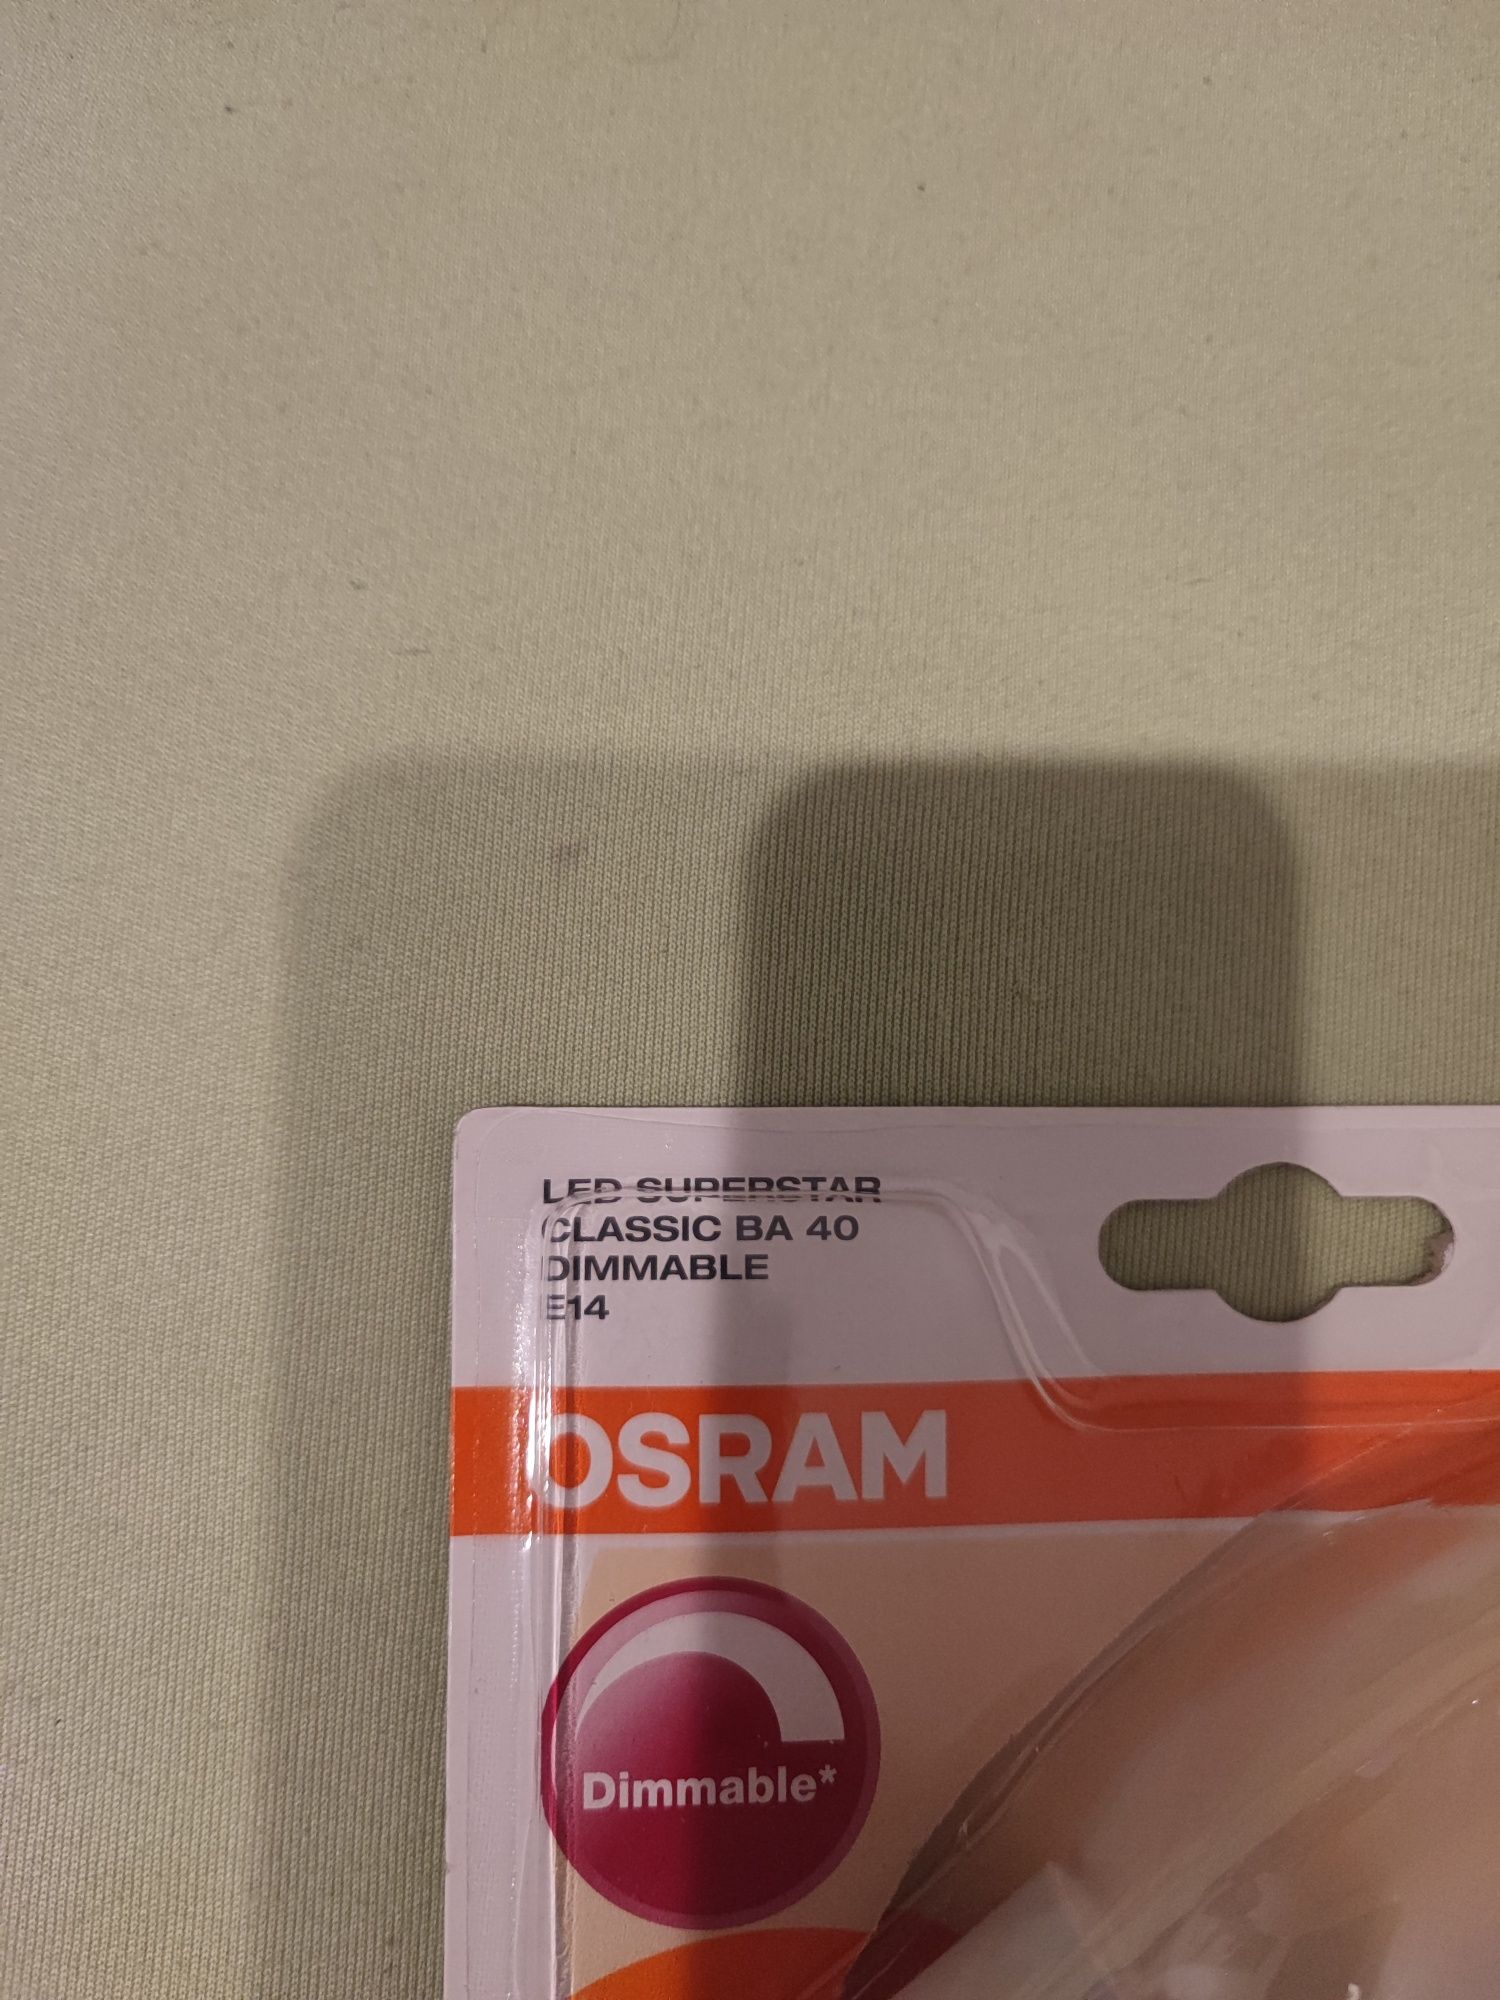 LED SUPERSTAR
CLASSIC BA 40
DIMMABLE
E14
OSRAM
Dimmable*